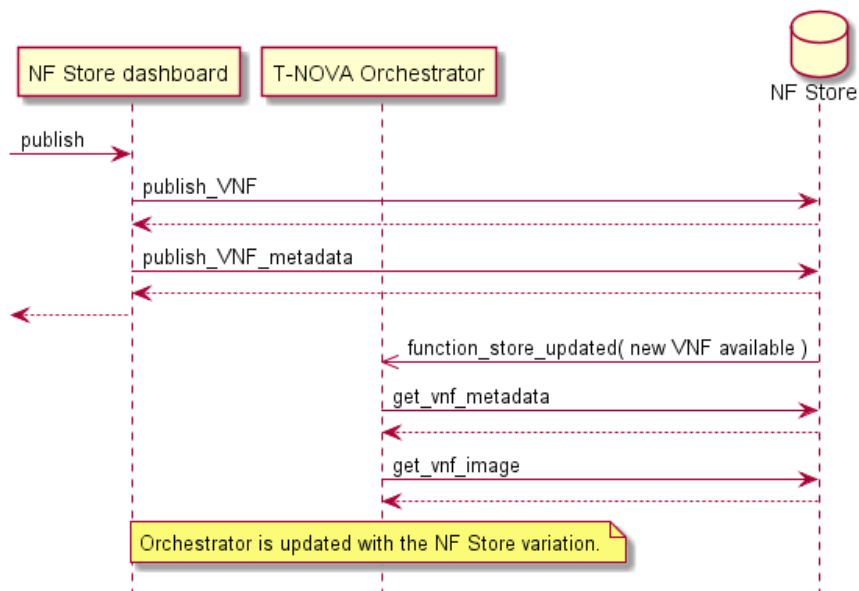 NF Store dashboard
T-NOVA Orchestrator
NF Store
publish
publish_VNF
publish_VNF_metadata
function_store_updated( new VNF available )
get_vnf_metadata
get_vnf_image
Orchestrator is updated with the NF Store variation.